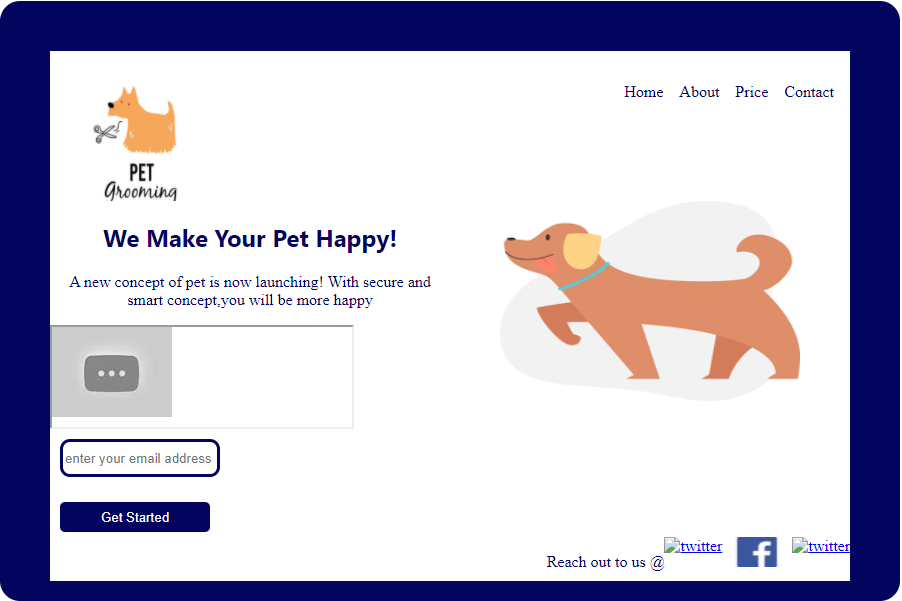 Home About Price Contact
PET
Grooming
We Make Your Pet Happy!
A new concept of pet is now launching! With secure and
smart concept,you will be more happy
enter your email address
Get Started
Reach out to us @ twitter f twitter